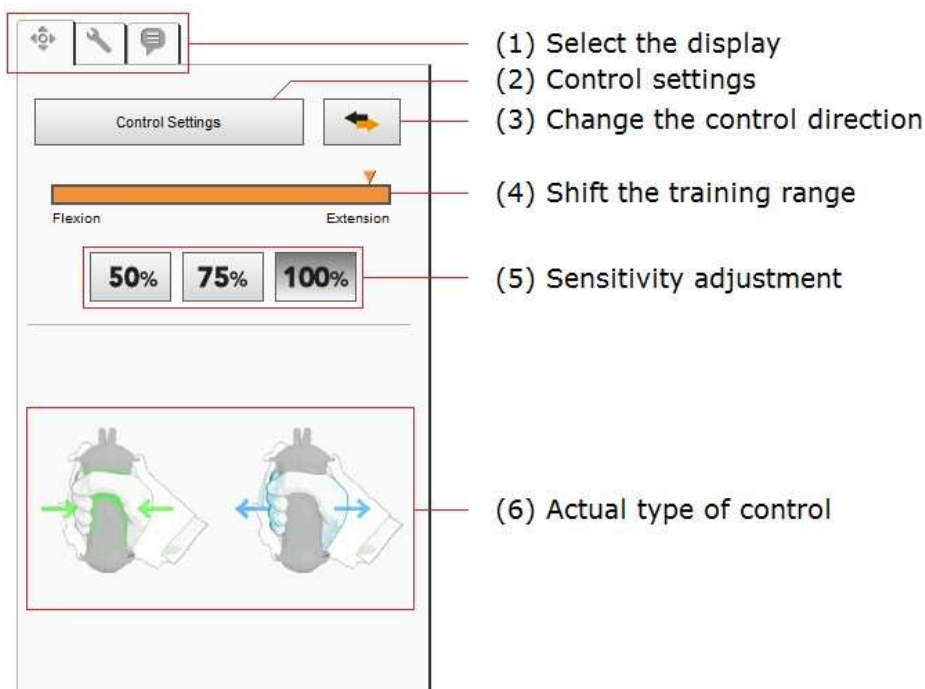 (1) Select the display
(2) Control settings
Control Settings
(3) Change the control direction
(4) Shift the training range
Flexion
Extension
50%
75%
100%
(5) Sensitivity adjustment
(6) Actual type of control